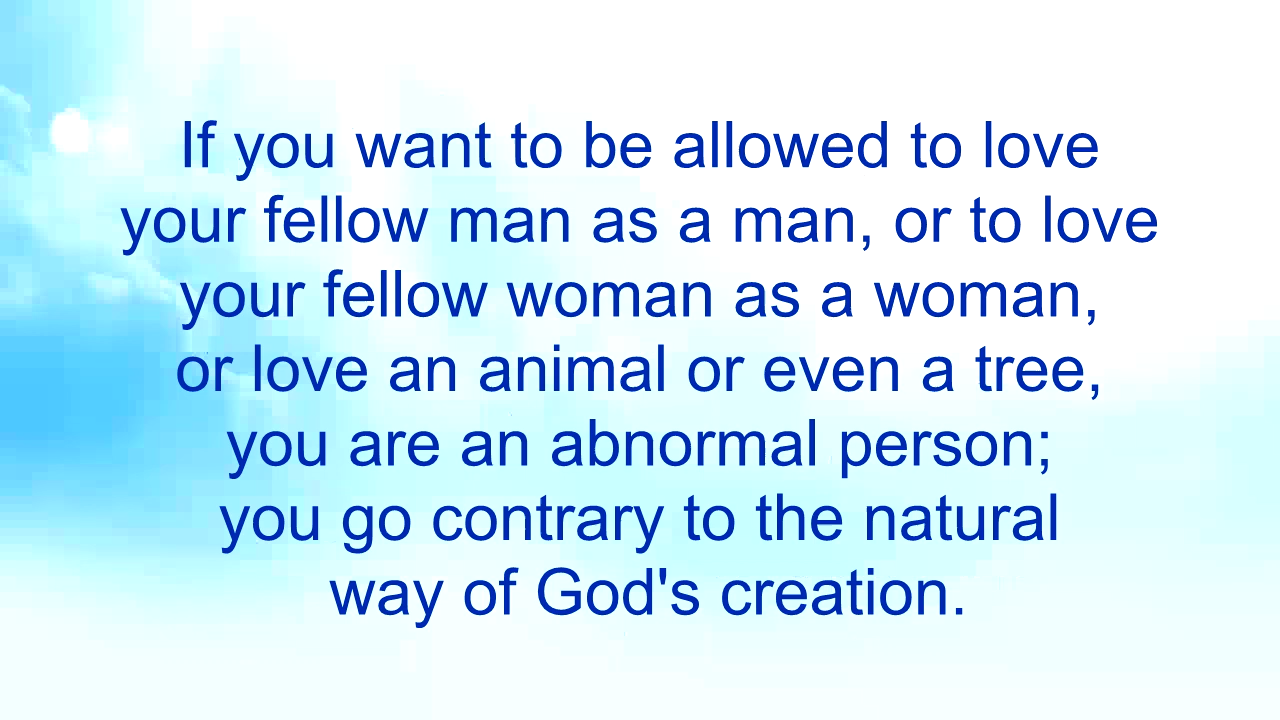 If you want to be allowed to love
your fellow man as a man, or to love
your fellow woman as a woman,
or love an animal or even a tree,
you are an abnormal person;
you go contrary to the natural
way of God's creation.